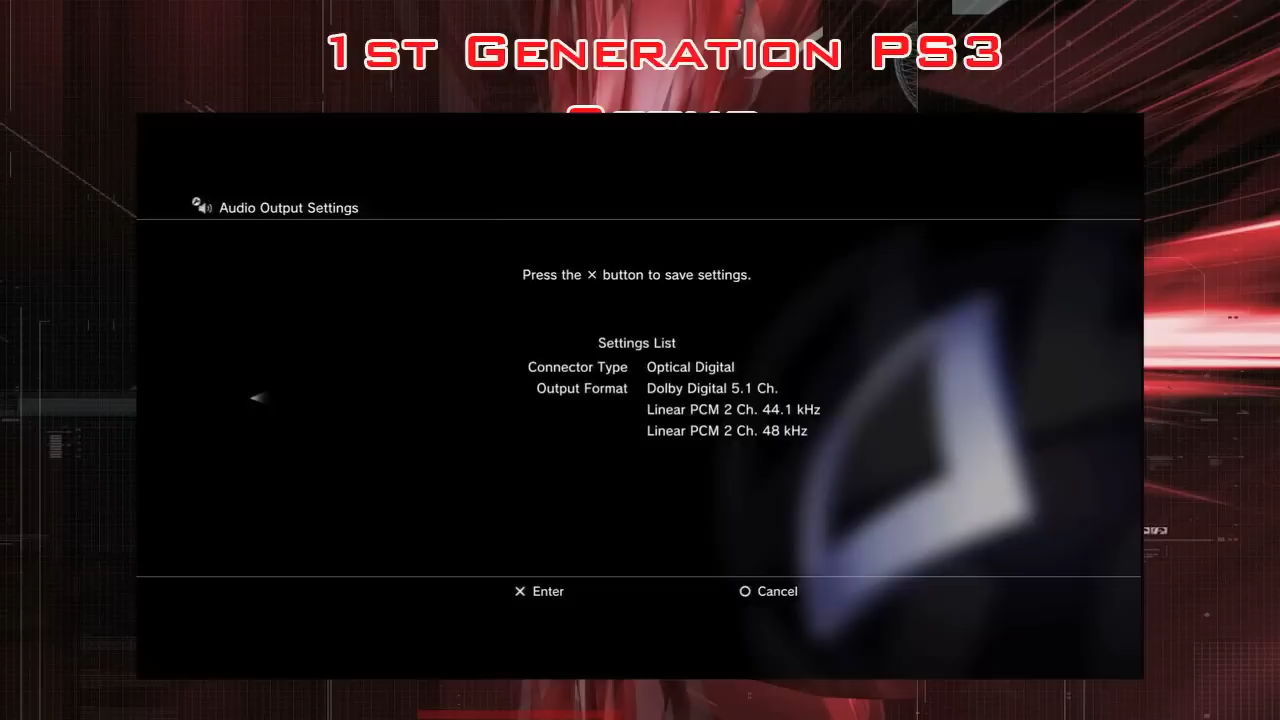 1st Generation PS3
Audio Output Settings
Press the ✕ button to save settings.
Settings List
Connector Type Optical Digital
Output Format Dolby Digital 5.1 Ch.
Linear PCM 2 Ch. 44.1 kHz
Linear PCM 2 Ch. 48 kHz
✕ Enter
○ Cancel